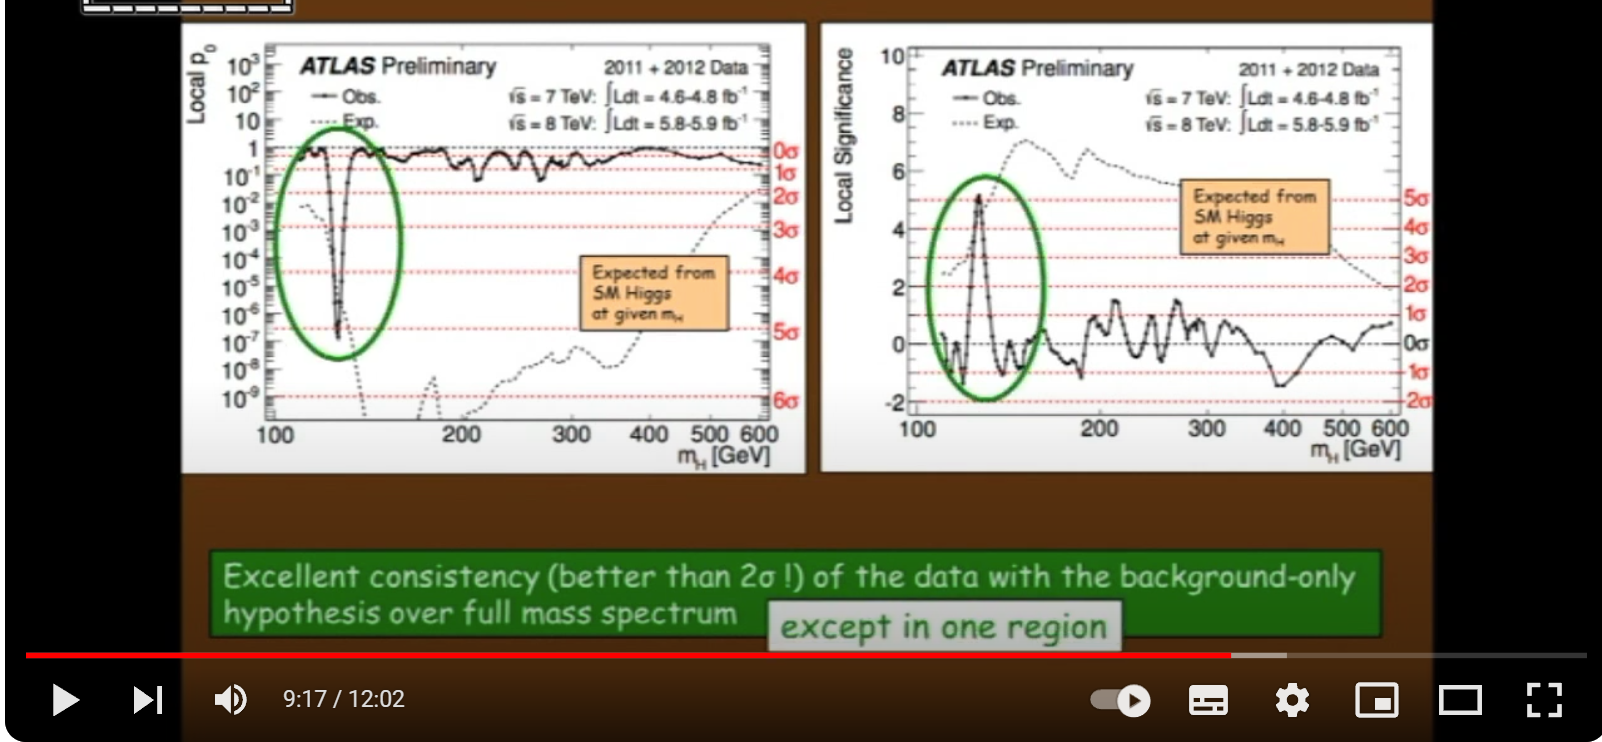 Local p0
ATLAS Preliminary
2011 + 2012 Data
Obs.
√s = 7 TeV: ∫Ldt = 4.6-4.8 fb-1
Exp.
√s = 8 TeV: ∫Ldt = 5.8-5.9 fb-1
10³
10²
10
1
10⁻¹
10⁻²
10⁻³
10⁻⁴
10⁻⁵
10⁻⁶
10⁻⁷
10⁻⁸
10⁻⁹
0σ
1σ
2σ
3σ
4σ
5σ
6σ
Expected from
SM Higgs
at given mH
100 200 300 400 500 600
mH [GeV]
Local Significance
ATLAS Preliminary
2011 + 2012 Data
Obs.
√s = 7 TeV: ∫Ldt = 4.6-4.8 fb-1
Exp.
√s = 8 TeV: ∫Ldt = 5.8-5.9 fb-1
10
8
6
4
2
0
-2
5σ
4σ
3σ
2σ
1σ
0σ
-1σ
-2σ
Expected from
SM Higgs
at given mH
100 200 300 400 500 600
mH [GeV]
Excellent consistency (better than 2σ !) of the data with the background-only
hypothesis over full mass spectrum
except in one region
9:17 / 12:02